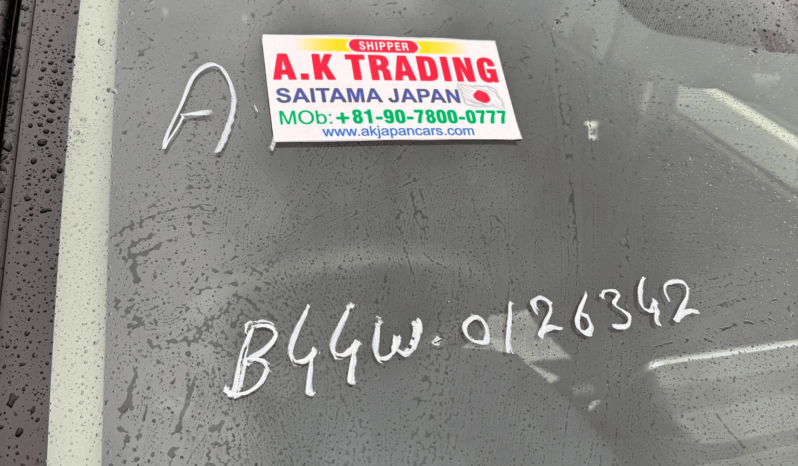 A
SHIPPER
A.K TRADING
SAITAMA JAPAN
MOb: +81-90-7800-0777
www.akjapancars.com
B44W-0126342